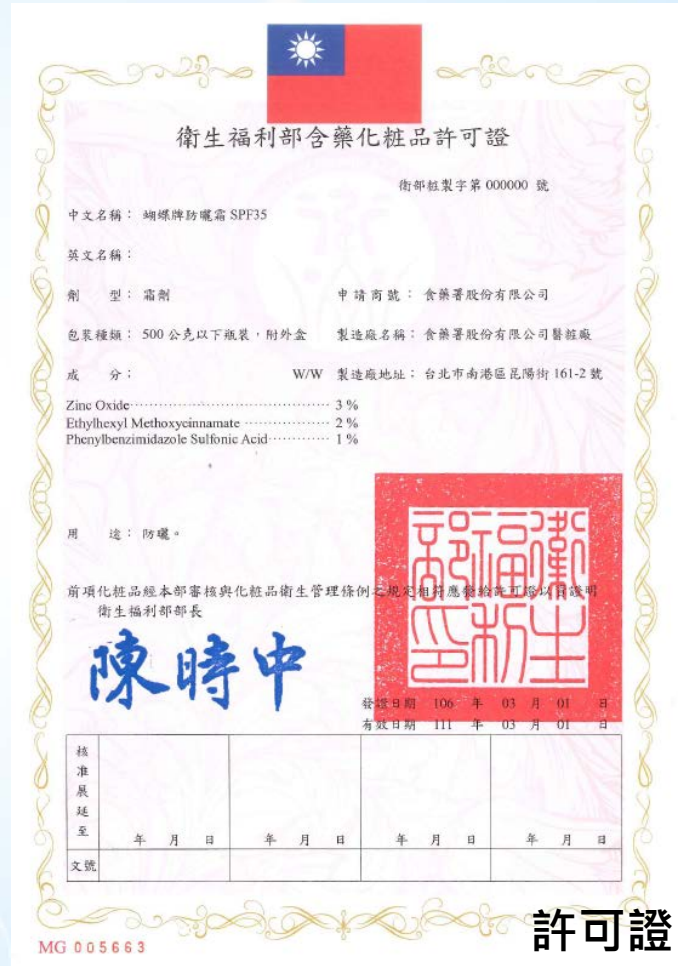 衛生福利部含藥化粧品許可證
衛部粧製字第 000000 號
中文名稱: 蝴蝶牌防曬霜 SPF35
英文名稱:
劑 型: 霜劑 申請商號: 食藥署股份有限公司
包裝種類: 500 公克以下瓶裝,附外盒 製造廠名稱: 食藥署股份有限公司醫粧廠
成 分: W/W 製造廠地址: 台北市南港區昆陽街 161-2 號
Zinc Oxide 3 %
Ethylhexyl Methoxycinnamate 2 %
Phenylbenzimidazole Sulfonic Acid 1 %
用 途: 防曬。
前項化粧品經本部審核與化粧品衛生管理條例之規定相符應發給許可證以資證明
衛生福利部部長
陳時中
衛生福利部印
發證日期 106 年 03 月 01 日
有效日期 111 年 03 月 01 日
核准展延至 年 月 日 年 月 日 年 月 日 年 月 日
文號
MG 005663
許可證